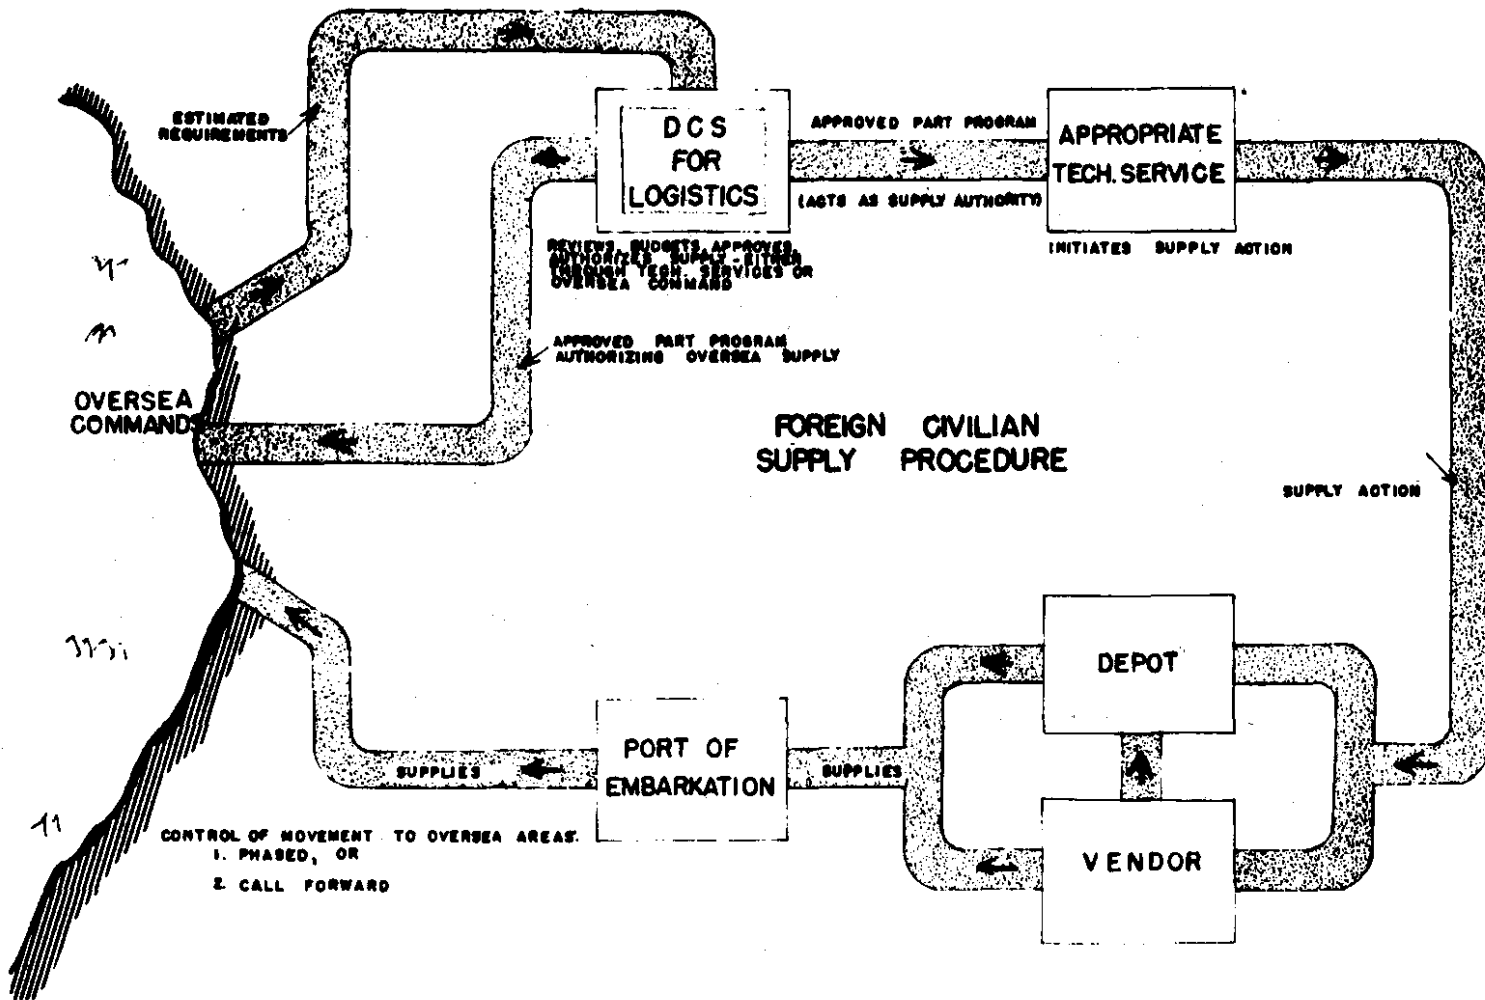 ESTIMATED
REQUIREMENTS
DCS
FOR
LOGISTICS
REVIEWS, BUDGETS, APPROVES,
AUTHORIZES SUPPLY - EITHER
THROUGH TECH. SERVICES OR
OVERSEA COMMAND
APPROVED PART PROGRAM
(ACTS AS SUPPLY AUTHORITY)
APPROPRIATE
TECH. SERVICE
INITIATES SUPPLY ACTION
APPROVED PART PROGRAM
AUTHORIZING OVERSEA SUPPLY
OVERSEA
COMMANDS
FOREIGN CIVILIAN
SUPPLY PROCEDURE
SUPPLY ACTION
DEPOT
VENDOR
SUPPLIES
PORT OF
EMBARKATION
SUPPLIES
CONTROL OF MOVEMENT TO OVERSEA AREAS.
1. PHASED, OR
2. CALL FORWARD